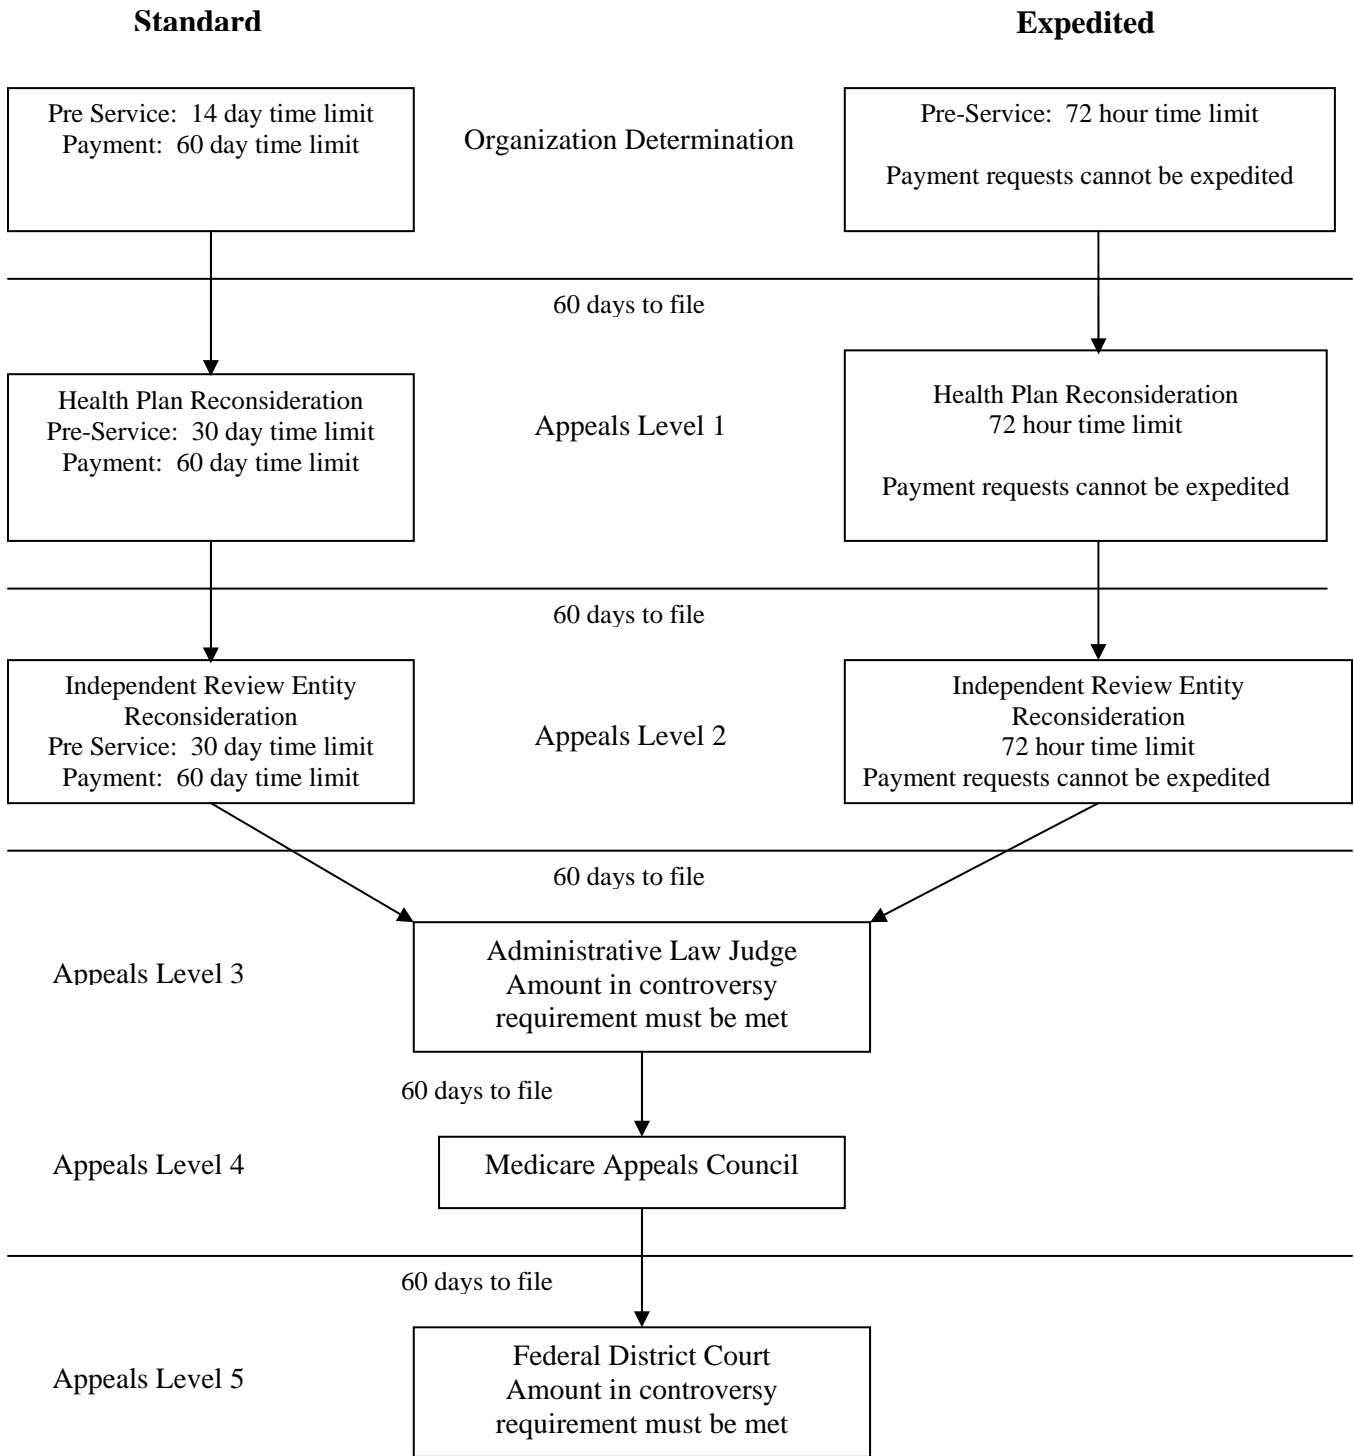 Standard
Expedited
Pre Service: 14 day time limit
Payment: 60 day time limit
Organization Determination
Pre-Service: 72 hour time limit
Payment requests cannot be expedited
60 days to file
Health Plan Reconsideration
Pre-Service: 30 day time limit
Payment: 60 day time limit
Appeals Level 1
Health Plan Reconsideration
72 hour time limit
Payment requests cannot be expedited
60 days to file
Independent Review Entity
Reconsideration
Pre Service: 30 day time limit
Payment: 60 day time limit
Appeals Level 2
Independent Review Entity
Reconsideration
72 hour time limit
Payment requests cannot be expedited
60 days to file
Appeals Level 3
Administrative Law Judge
Amount in controversy
requirement must be met
60 days to file
Appeals Level 4
Medicare Appeals Council
60 days to file
Appeals Level 5
Federal District Court
Amount in controversy
requirement must be met